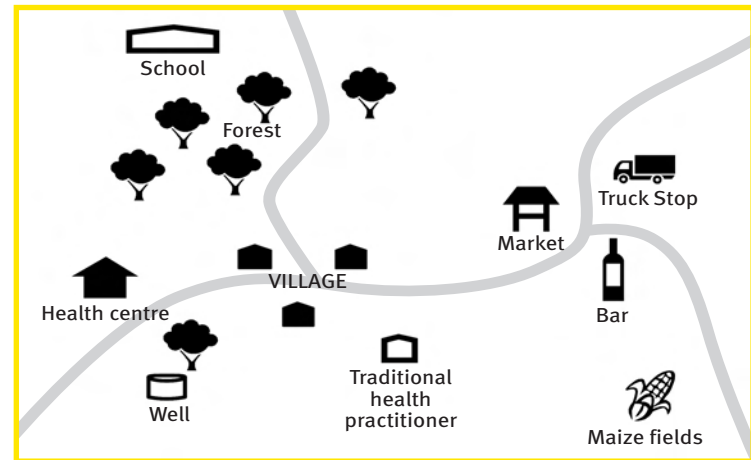 School
Forest
Truck Stop
Market
VILLAGE
Health centre
Bar
Well
Traditional
health
practitioner
Maize fields